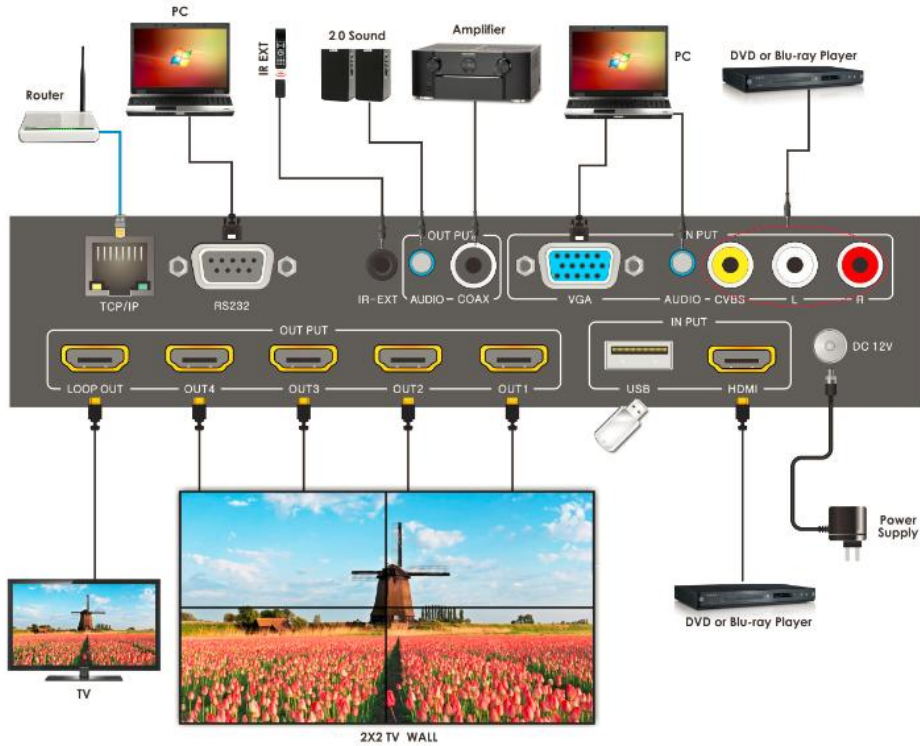 PC
Router
IR EXT
2.0 Sound
Amplifier
PC
DVD or Blu-ray Player
OUT PUT
IN PUT
TCP/IP
RS232
IR-EXT
AUDIO
COAX
VGA
AUDIO
CVBS
L
R
OUT PUT
IN PUT
DC 12V
LOOP OUT
OUT4
OUT3
OUT2
OUT1
USB
HDMI
Power
Supply
DVD or Blu-ray Player
TV
2X2 TV WALL